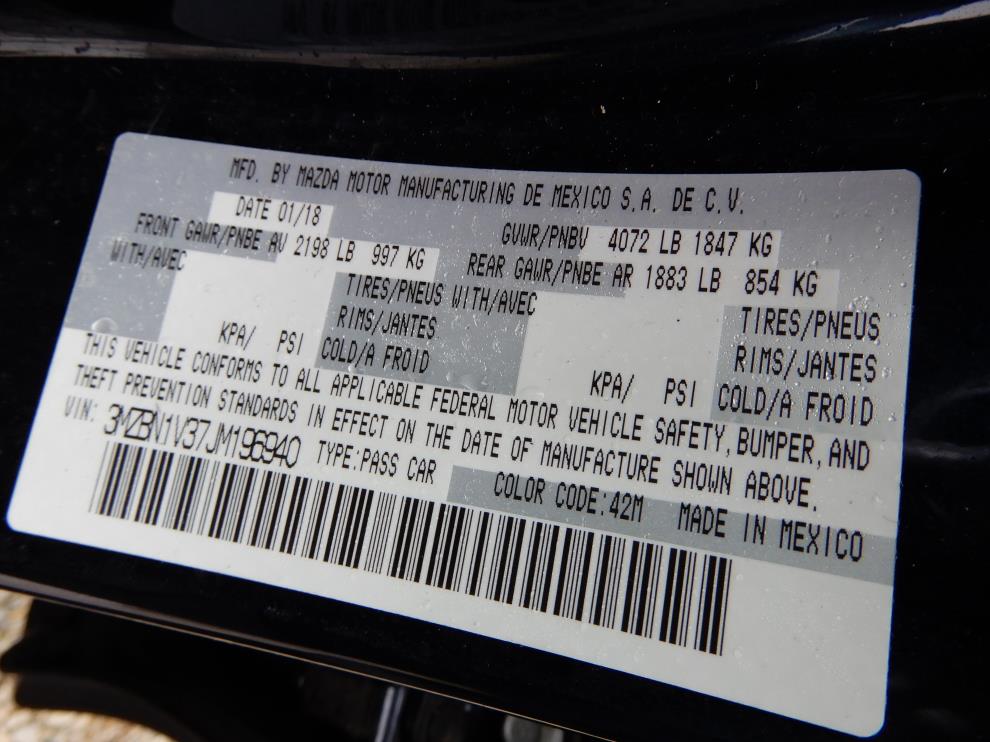 MFD. BY MAZDA MOTOR MANUFACTURING DE MEXICO S.A. DE C.V.
DATE 01/18 GVWR/PNBV 4072 LB 1847 KG
FRONT GAWR/PNBE AV 2198 LB 997 KG REAR GAWR/PNBE AR 1883 LB 854 KG
WITH/AVEC TIRES/PNEUS WITH/AVEC TIRES/PNEUS
RIMS/JANTES RIMS/JANTES
KPA/ PSI COLD/A FROID KPA/ PSI COLD/A FROID
THIS VEHICLE CONFORMS TO ALL APPLICABLE FEDERAL MOTOR VEHICLE SAFETY, BUMPER, AND
THEFT PREVENTION STANDARDS IN EFFECT ON THE DATE OF MANUFACTURE SHOWN ABOVE.
VIN: 3MZBN1V37JM196940 TYPE:PASS CAR COLOR CODE:42M MADE IN MEXICO